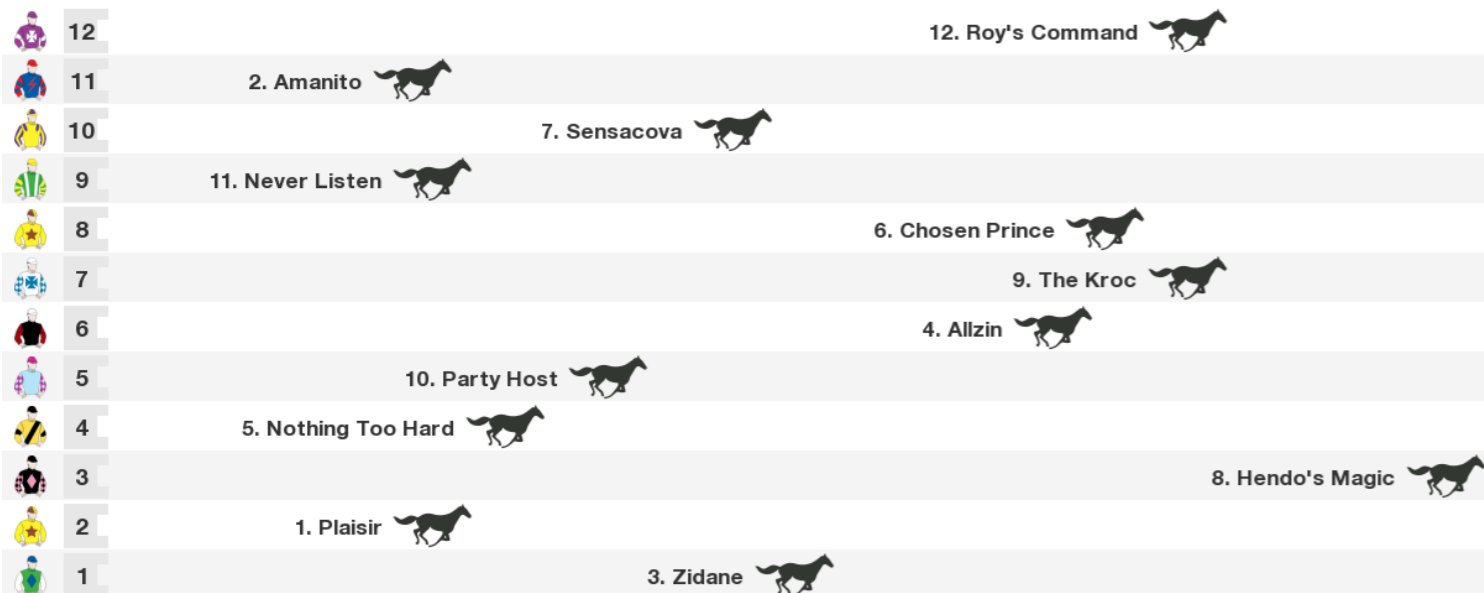 12 12. Roy's Command
11 2. Amanito
10 7. Sensacova
9 11. Never Listen
8 6. Chosen Prince
7 9. The Kroc
6 4. Allzin
5 10. Party Host
4 5. Nothing Too Hard
3 8. Hendo's Magic
2 1. Plaisir
1 3. Zidane